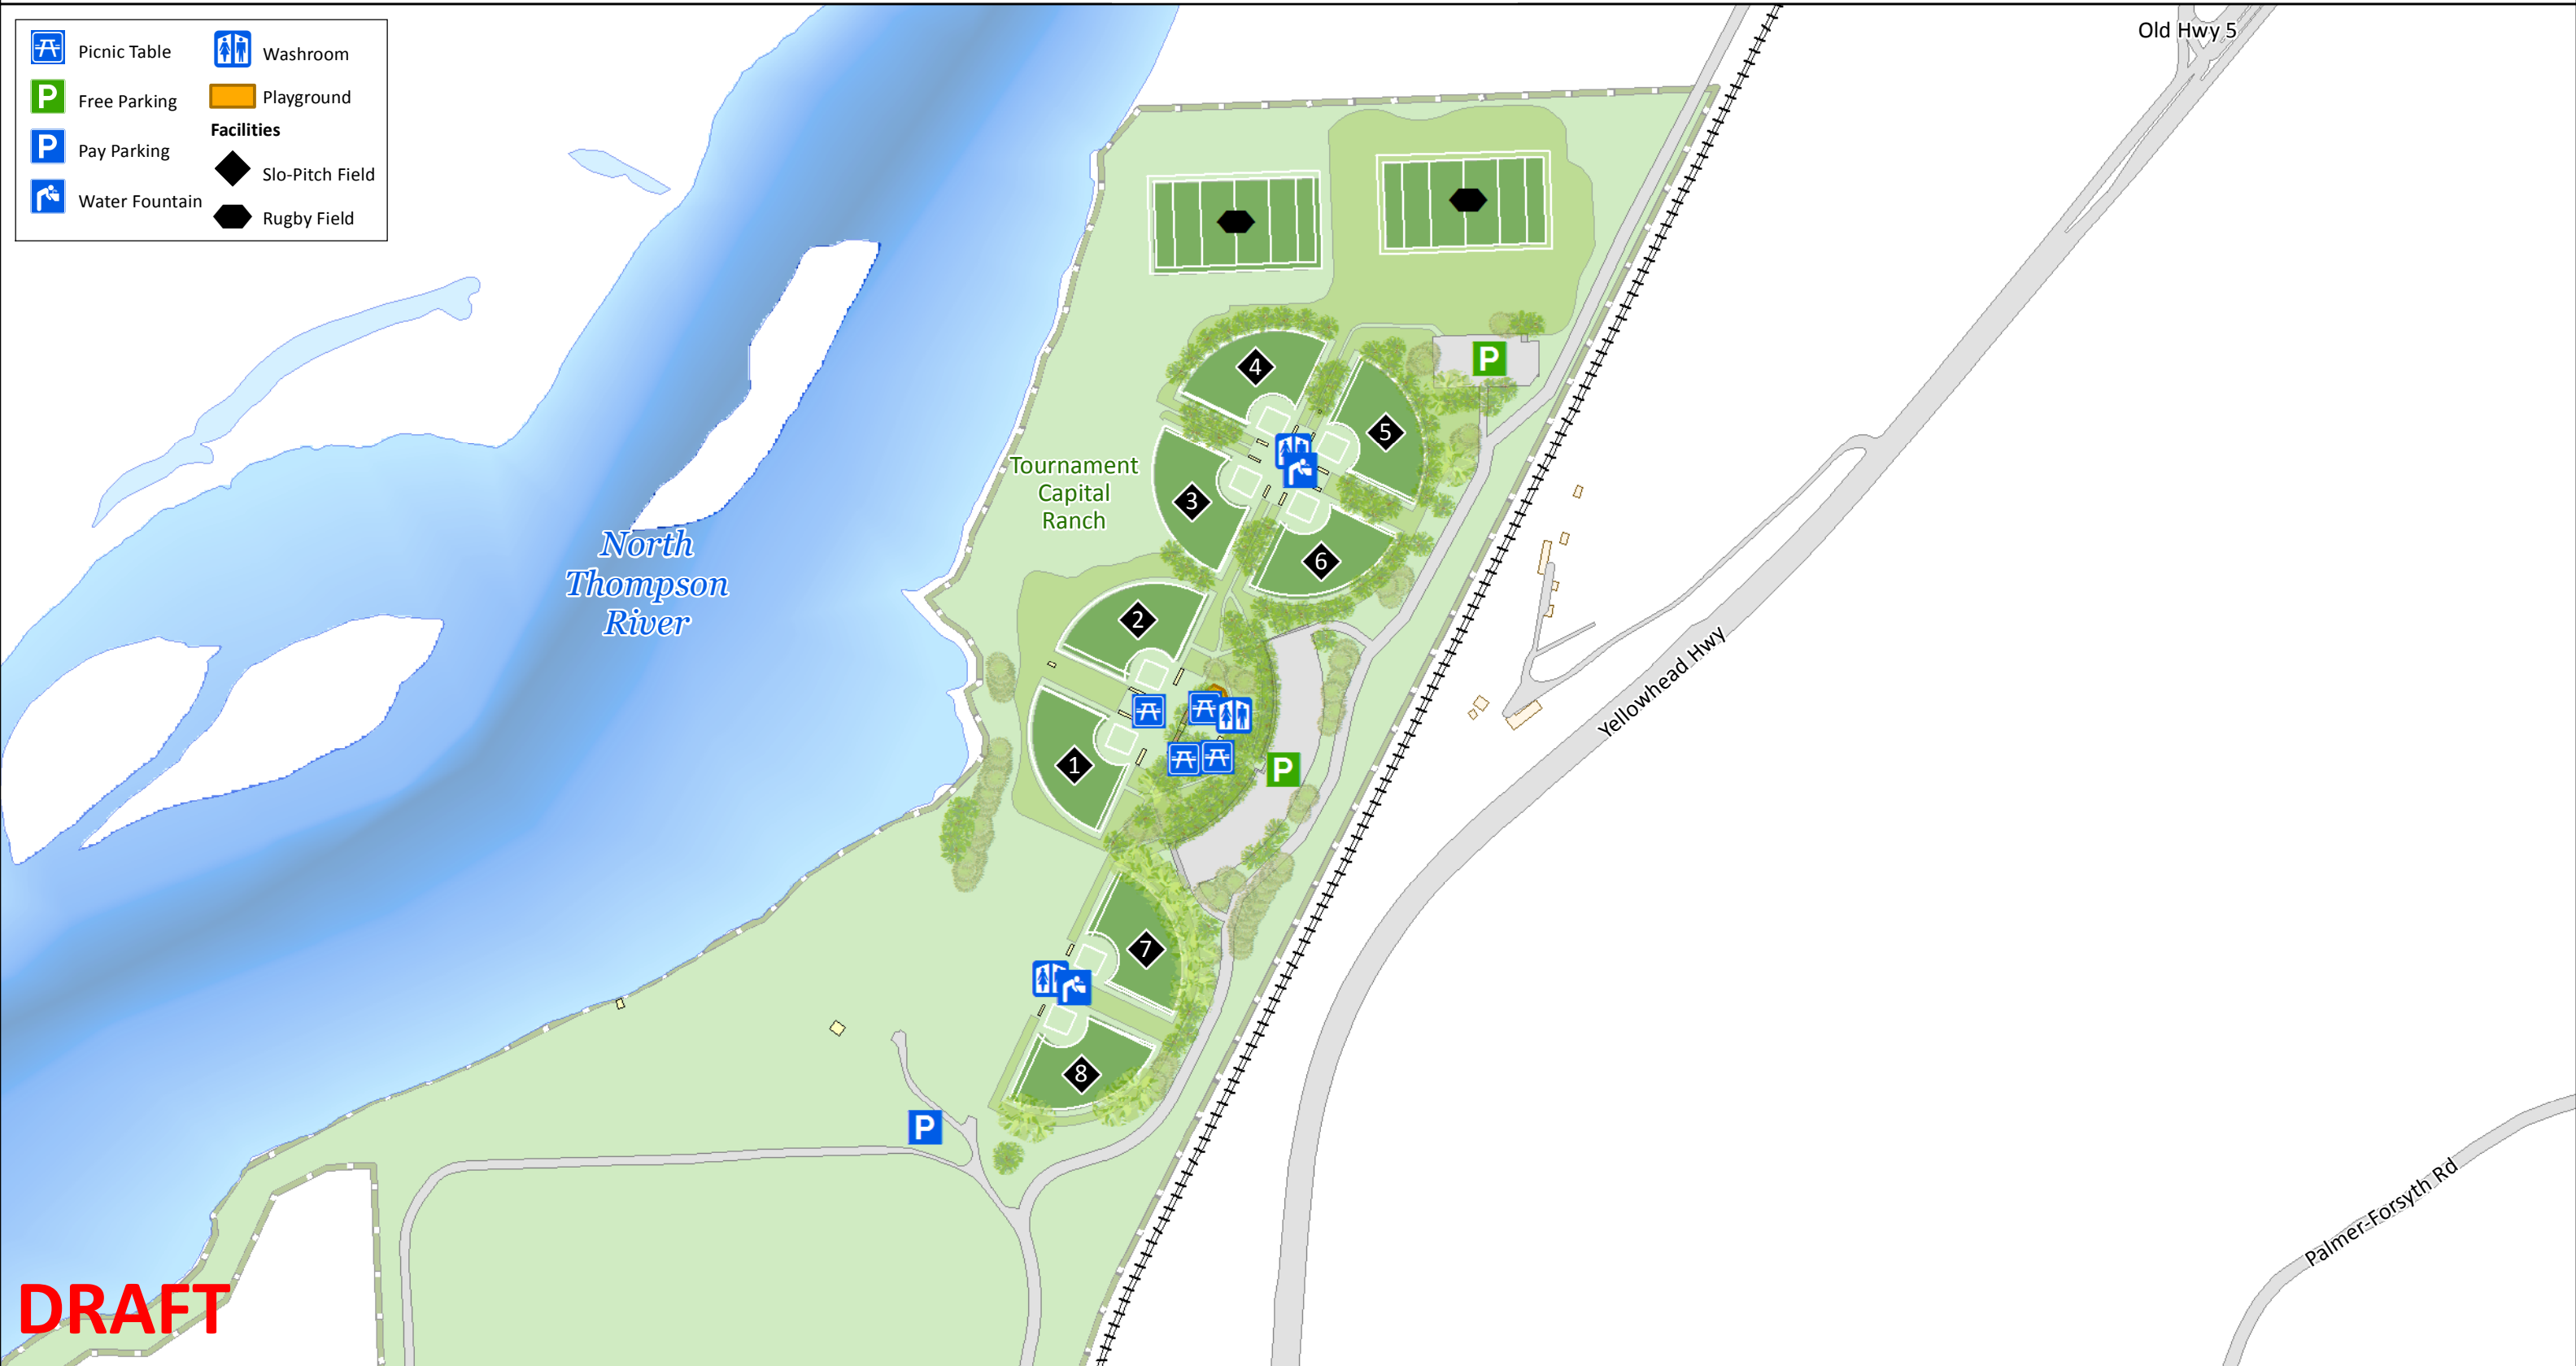 Picnic Table
Washroom
P Free Parking
Playground
Facilities
P Pay Parking
Slo-Pitch Field
Water Fountain
Rugby Field
Old Hwy 5
P
4
5
Tournament
Capital
Ranch
3
6
North
Thompson
River
2
Yellowhead Hwy
1
P
7
8
P
Palmer-Forsyth Rd
DRAFT